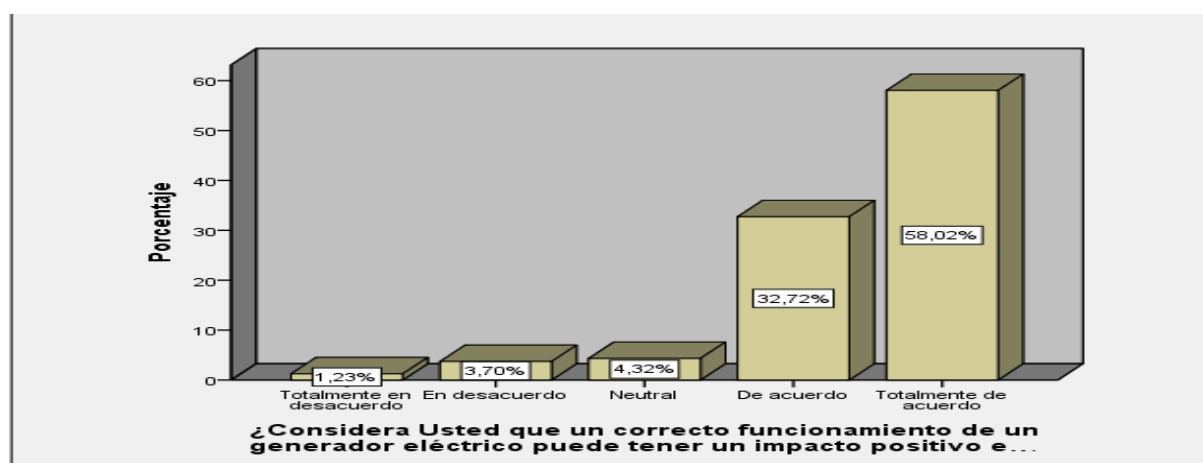 60
50
40
30
20
10
0
Porcentaje
1,23%
3,70%
4,32%
32,72%
58,02%
Totalmente en
desacuerdo
En desacuerdo
Neutral
De acuerdo
Totalmente de
acuerdo
¿Considera Usted que un correcto funcionamiento de un
generador eléctrico puede tener un impacto positivo e...